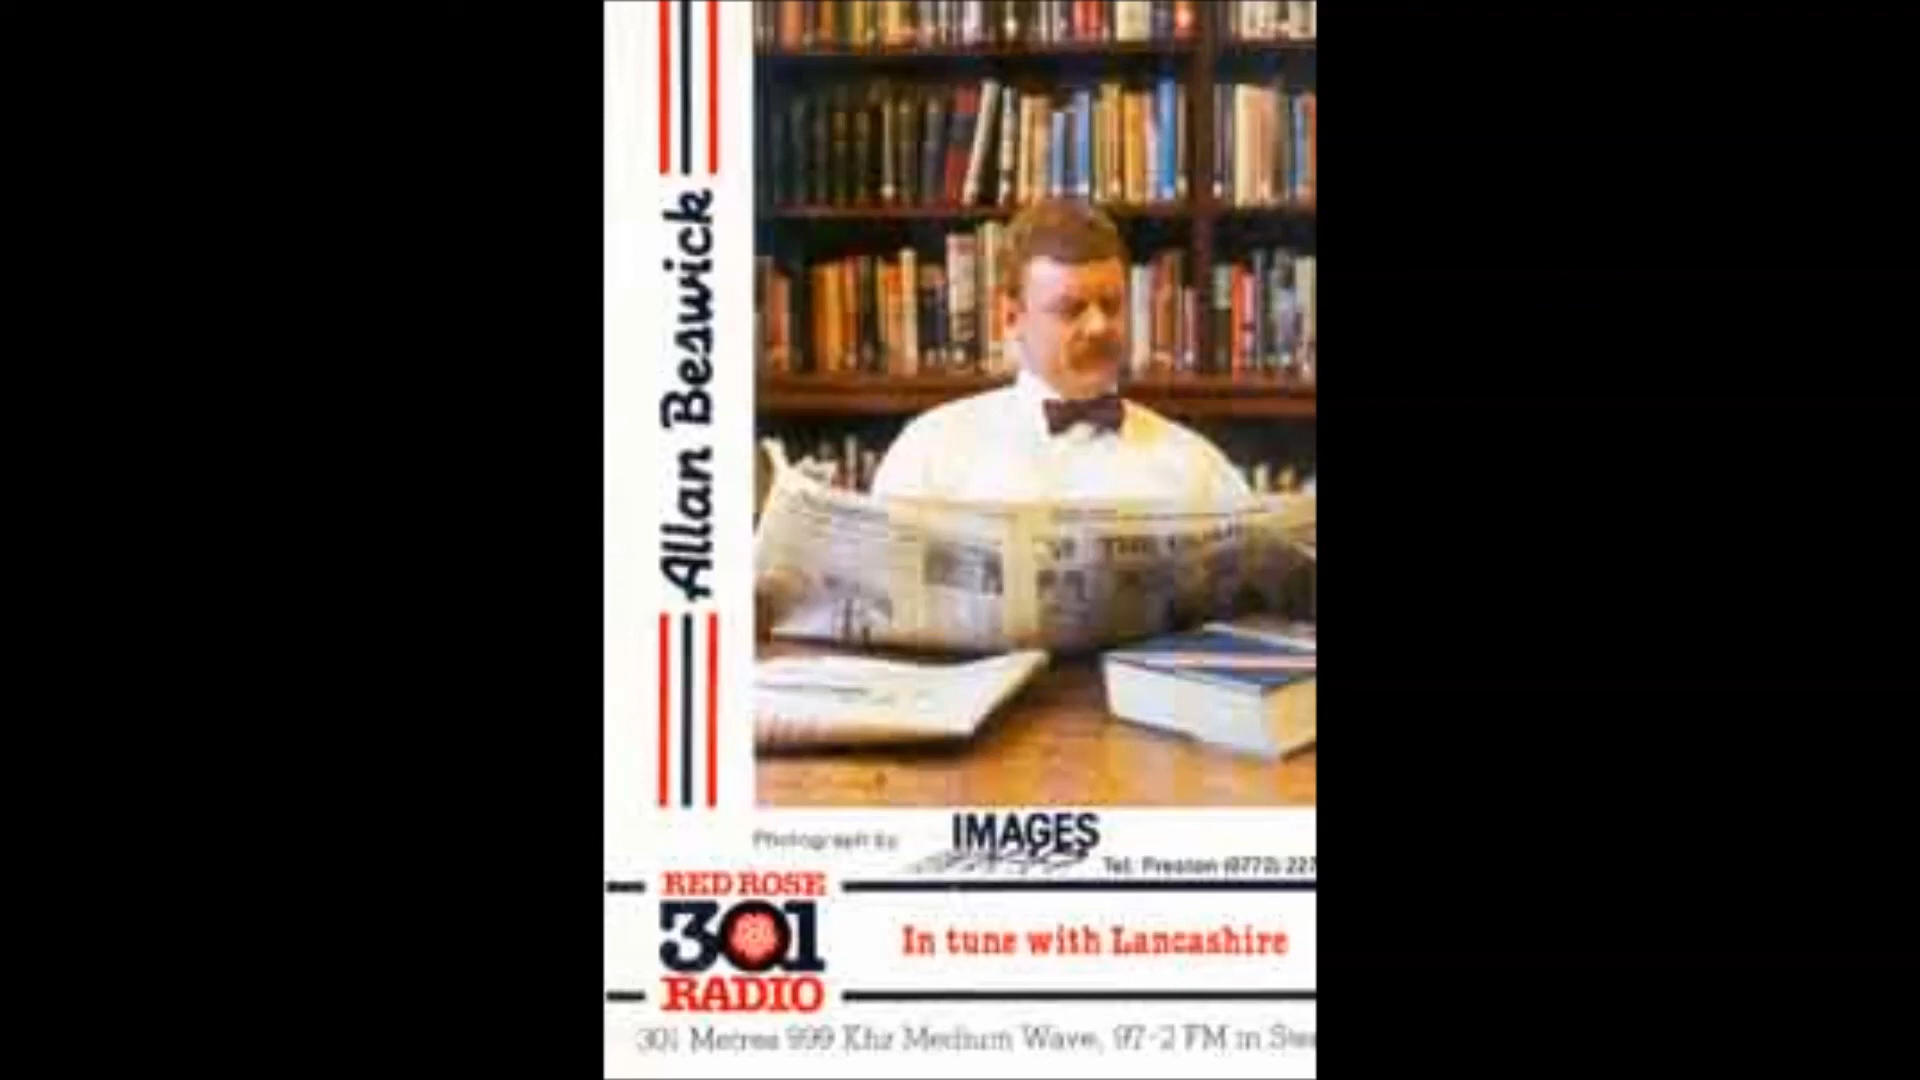 Allan Beswick
Photograph by IMAGES
Tel. Preston (0772) 227
RED ROSE
301
RADIO
In tune with Lancashire
301 Metres 999 Khz Medium Wave, 97-2 FM in